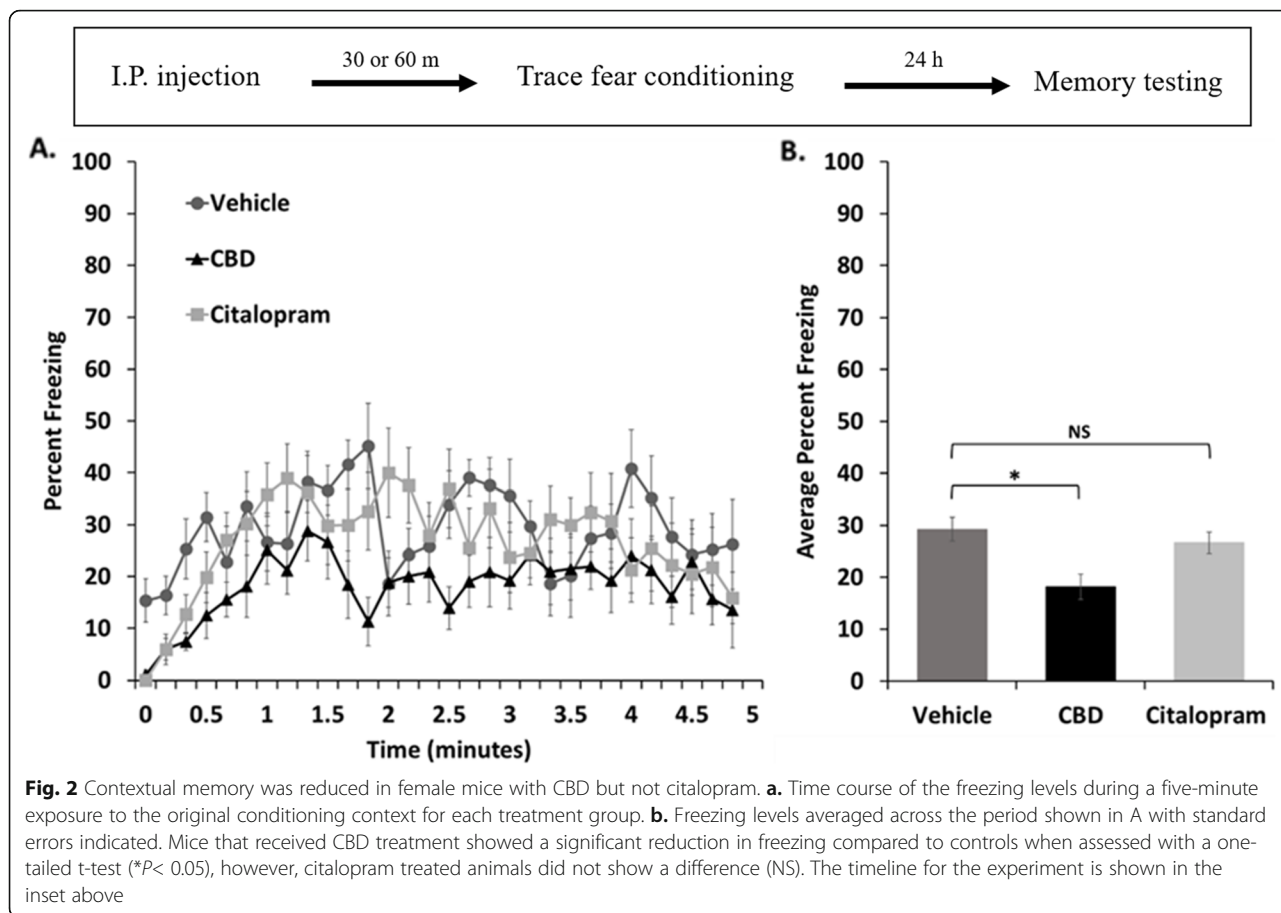 I.P. injection 30 or 60 m Trace fear conditioning 24 h Memory testing
A.
100
90
80
70
60
50
40
30
20
10
0
Percent Freezing
Vehicle
CBD
Citalopram
0 0.5 1 1.5 2 2.5 3 3.5 4 4.5 5
Time (minutes)
B.
100
90
80
70
60
50
40
30
20
10
0
Average Percent Freezing
NS
*
Vehicle CBD Citalopram
Fig. 2 Contextual memory was reduced in female mice with CBD but not citalopram. a. Time course of the freezing levels during a five-minute
exposure to the original conditioning context for each treatment group. b. Freezing levels averaged across the period shown in A with standard
errors indicated. Mice that received CBD treatment showed a significant reduction in freezing compared to controls when assessed with a one-
tailed t-test (*P< 0.05), however, citalopram treated animals did not show a difference (NS). The timeline for the experiment is shown in the
inset above